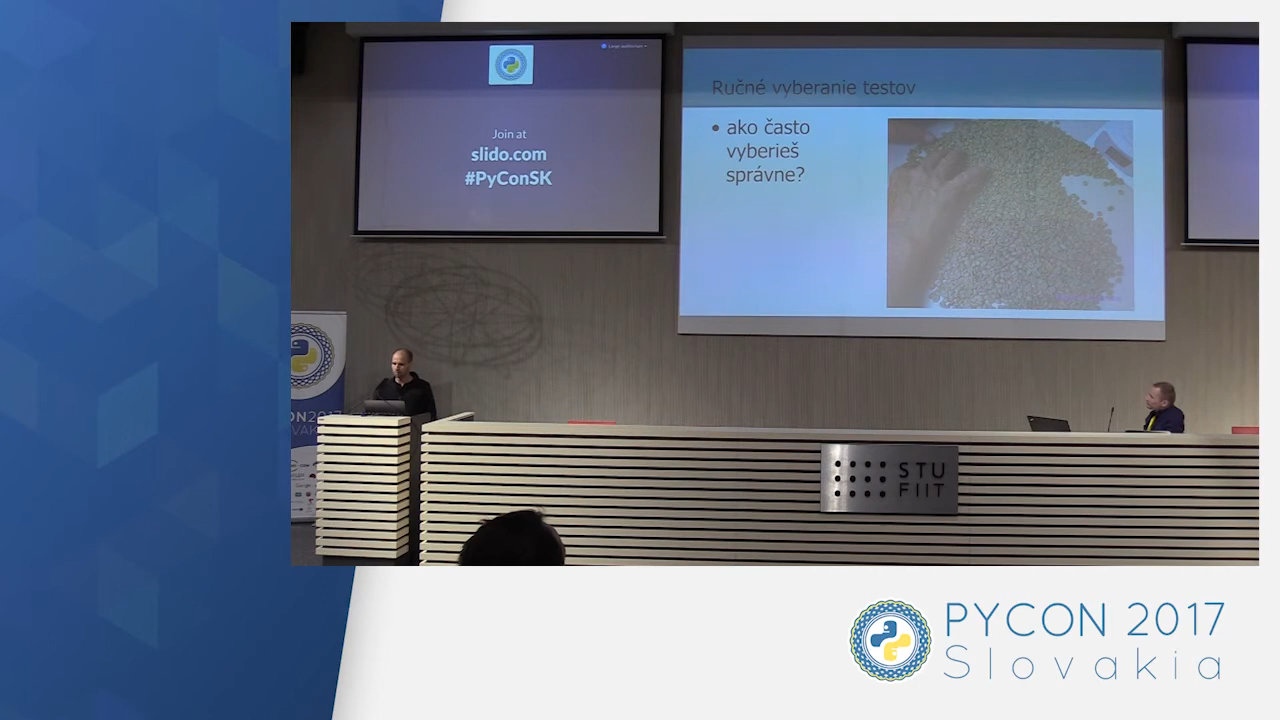 Join at
slido.com
#PyConSK
Ručné vyberanie testov
• ako často
vyberieš
správne?
STU
FIIT
PYCON 2017
Slovakia